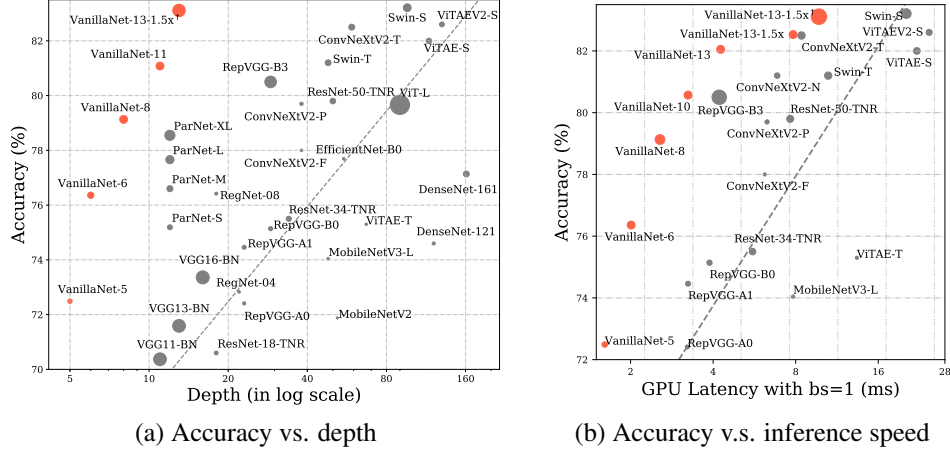 VanillaNet-13-1.5x†
Swin-S
ViTAEV2-S
ConvNeXtV2-T
ViTAE-S
VanillaNet-11
Swin-T
RepVGG-B3
ResNet-50-TNR
ViT-L
VanillaNet-8
ConvNeXtV2-P
ParNet-XL
EfficientNet-B0
ParNet-L
ConvNeXtV2-F
VanillaNet-6
ParNet-M
RegNet-08
DenseNet-161
ResNet-34-TNR
ParNet-S
RepVGG-B0
ViTAE-T
DenseNet-121
RepVGG-A1
MobileNetV3-L
VGG16-BN
VanillaNet-5
RegNet-04
VGG13-BN
RepVGG-A0
MobileNetV2
VGG11-BN
ResNet-18-TNR
82
80
78
76
74
72
70
Accuracy (%)
5 10 20 40 80 160
Depth (in log scale)
(a) Accuracy vs. depth
VanillaNet-13-1.5x†
Swin-S
VanillaNet-13-1.5x
ViTAEV2-S
VanillaNet-13
ConvNeXtV2-T
ViTAE-S
Swin-T
ConvNeXtV2-N
VanillaNet-10
RepVGG-B3
ResNet-50-TNR
ConvNeXtV2-P
VanillaNet-8
ConvNeXtV2-F
VanillaNet-6
ResNet-34-TNR
ViTAE-T
RepVGG-B0
RepVGG-A1
MobileNetV3-L
VanillaNet-5
RepVGG-A0
82
80
78
76
74
72
Accuracy (%)
2 4 8 16 28
GPU Latency with bs=1 (ms)
(b) Accuracy v.s. inference speed